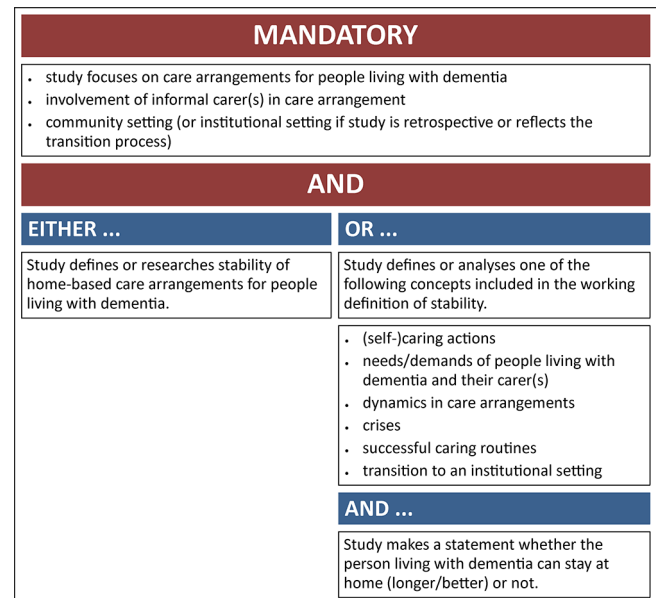 MANDATORY
• study focuses on care arrangements for people living with dementia
• involvement of informal carer(s) in care arrangement
• community setting (or institutional setting if study is retrospective or reflects the
transition process)
AND
EITHER ...
Study defines or researches stability of
home-based care arrangements for people
living with dementia.
OR ...
Study defines or analyses one of the
following concepts included in the working
definition of stability.
• (self-)caring actions
• needs/demands of people living with
dementia and their carer(s)
• dynamics in care arrangements
• crises
• successful caring routines
• transition to an institutional setting
AND ...
Study makes a statement whether the
person living with dementia can stay at
home (longer/better) or not.